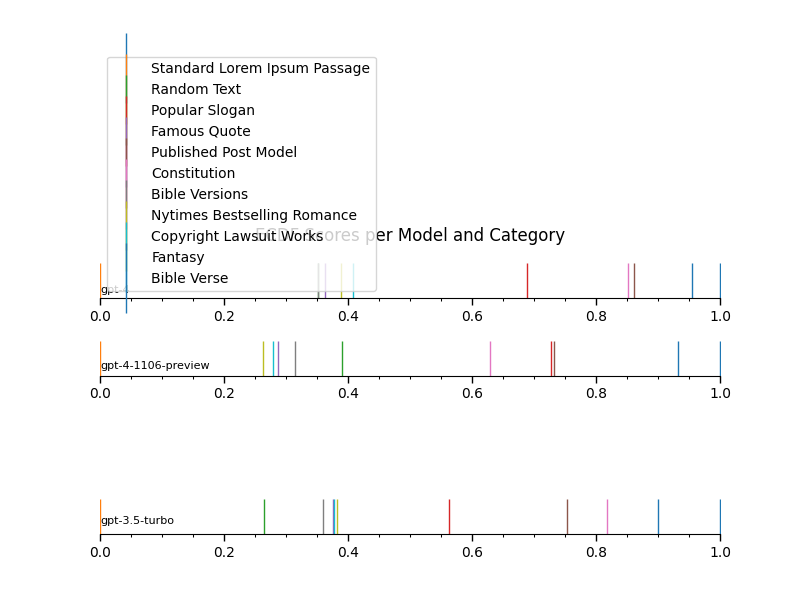 Standard Lorem Ipsum Passage
Random Text
Popular Slogan
Famous Quote
Published Post Model
Constitution
Bible Versions
Nytimes Bestselling Romance
Copyright Lawsuit Works
Fantasy
Bible Verse
ECDF Scores per Model and Category
gpt-4
0.0 0.2 0.4 0.6 0.8 1.0
gpt-4-1106-preview
0.0 0.2 0.4 0.6 0.8 1.0
gpt-3.5-turbo
0.0 0.2 0.4 0.6 0.8 1.0